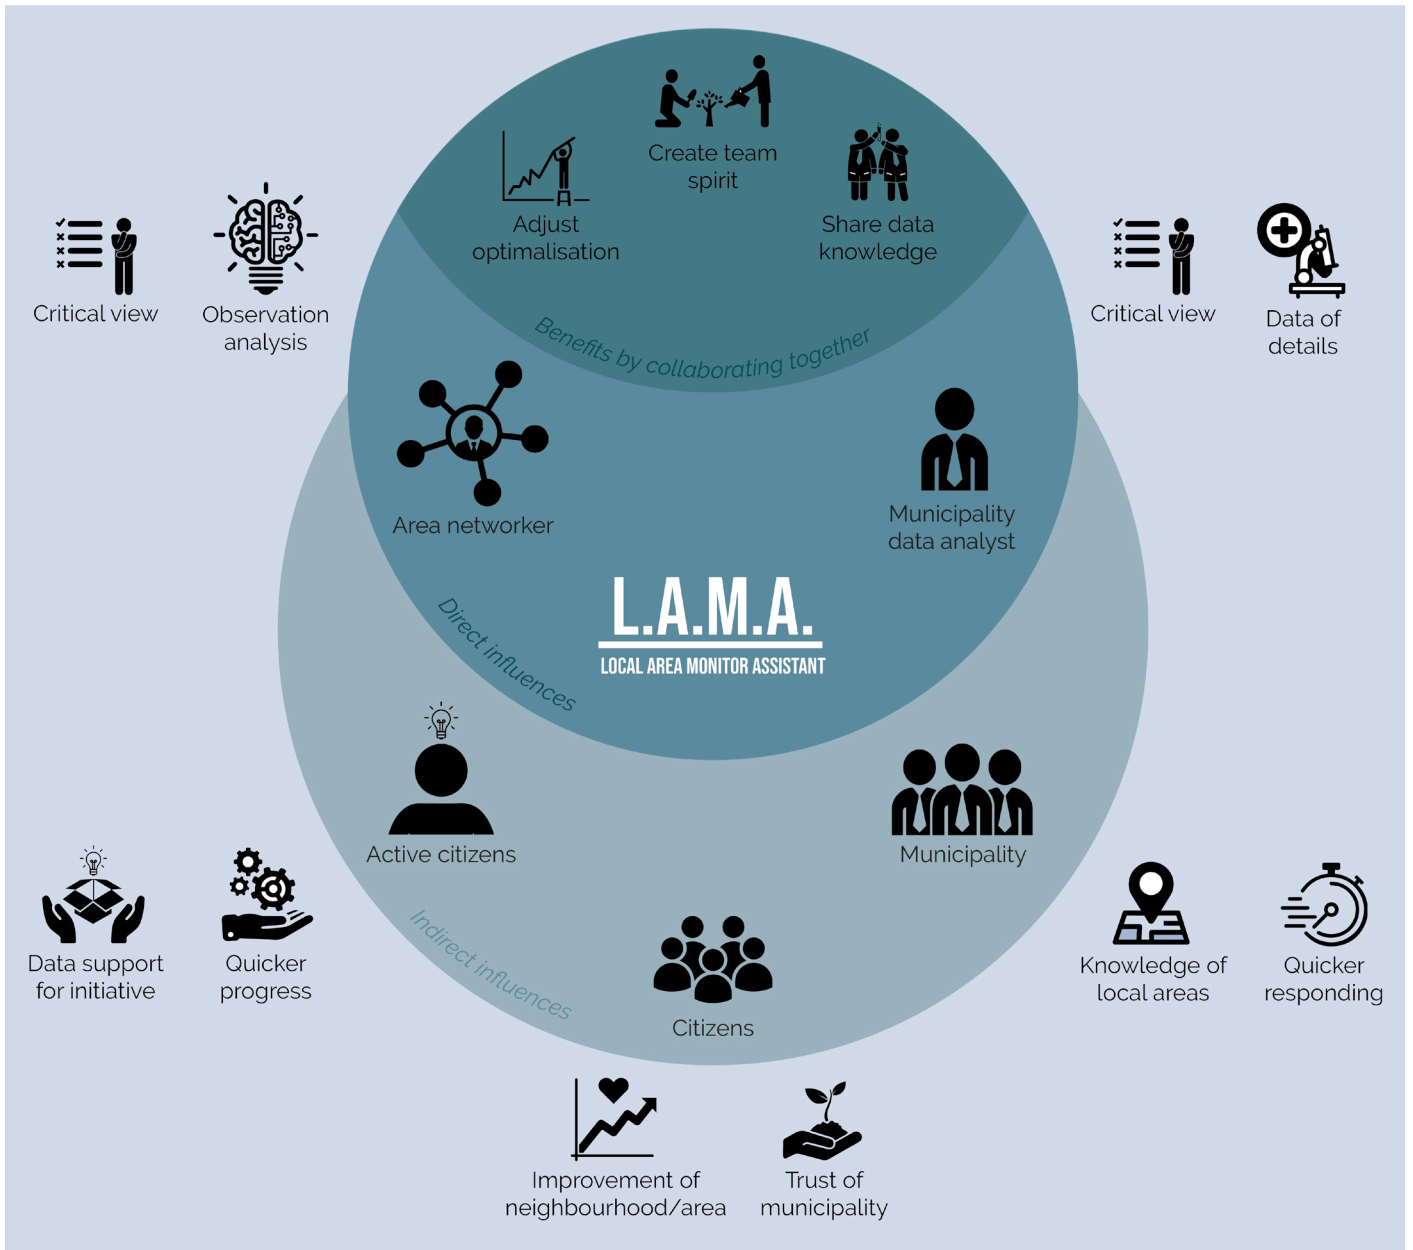 Create team
spirit
Adjust
optimalisation
Share data
knowledge
Benefits by collaborating together
Critical view
Observation
analysis
Critical view
Data of
details
Area networker
Municipality
data analyst
L.A.M.A.
LOCAL AREA MONITOR ASSISTANT
Direct influences
Active citizens
Municipality
Indirect influences
Citizens
Data support
for initiative
Quicker
progress
Knowledge of
local areas
Quicker
responding
Improvement of
neighbourhood/area
Trust of
municipality